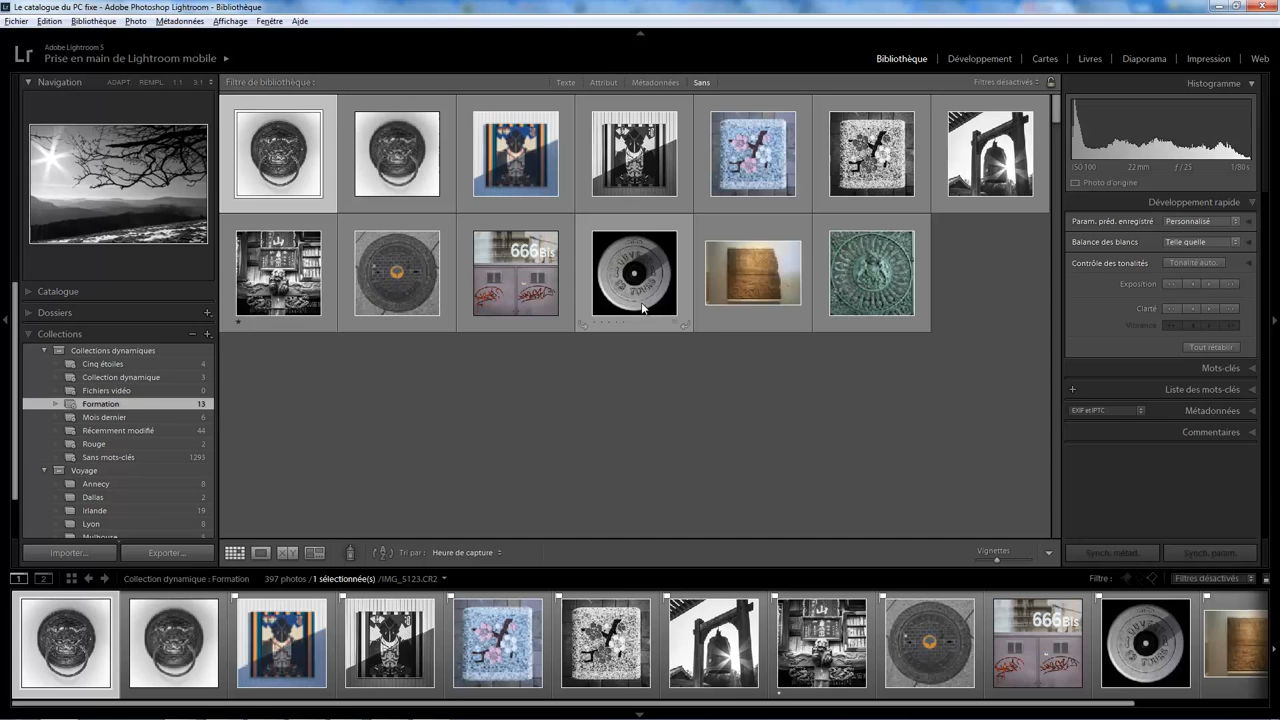 Le catalogue du PC fixe - Adobe Photoshop Lightroom - Bibliothèque
Fichier Edition Bibliothèque Photo Métadonnées Affichage Fenêtre Aide
Adobe Lightroom 5
Lr Prise en main de Lightroom mobile
Bibliothèque Développement Cartes Livres Diaporama Impression Web
Navigation ADAPT REMPL. 1:1 3:1
Filtre de bibliothèque : Texte Attribut Métadonnées Sans Filtres désactivés
Histogramme
ISO 100 22 mm ƒ / 25 1/80 s
Photo d'origine
Développement rapide
Param. préd. enregistré Personnalisé
Balance des blancs Telle quelle
Contrôle des tonalités Tonalité auto.
Exposition
Clarté
Vibrance
Tout rétablir
Mots-clés
Liste des mots-clés
EXIF et IPTC Métadonnées
Commentaires
Catalogue
Dossiers
Collections
Collections dynamiques
Cinq étoiles 4
Collection dynamique 3
Fichiers vidéo 0
Formation 13
Mois dernier 6
Récemment modifié 44
Rouge 2
Sans mots-clés 1293
Voyage
Annecy 8
Dallas 2
Irlande 19
Lyon 8
Mulhouse
666Bis
Importer... Exporter...
Tri par : Heure de capture
Vignettes
Synch. métad. Synch. param.
1 2 Collection dynamique : Formation 397 photos / 1 sélectionnée(s) /IMG_5123.CR2
Filtre : Filtres désactivés
666Bis